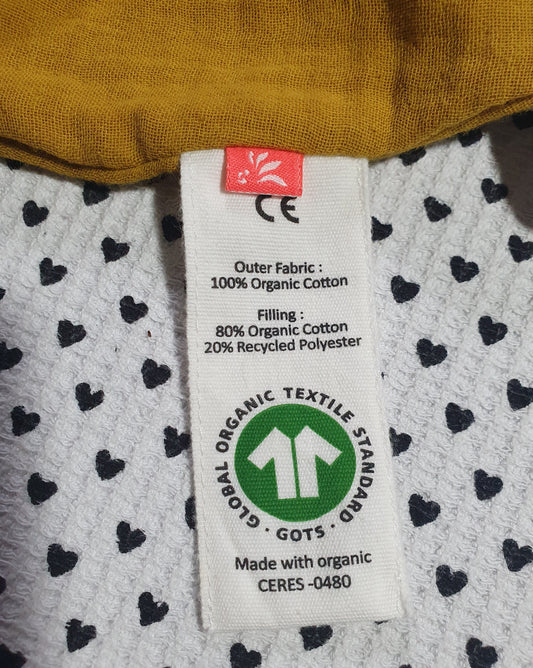 CE
Outer Fabric :
100% Organic Cotton
Filling :
80% Organic Cotton
20% Recycled Polyester
GLOBAL ORGANIC TEXTILE STANDARD
· GOTS ·
Made with organic
CERES -0480